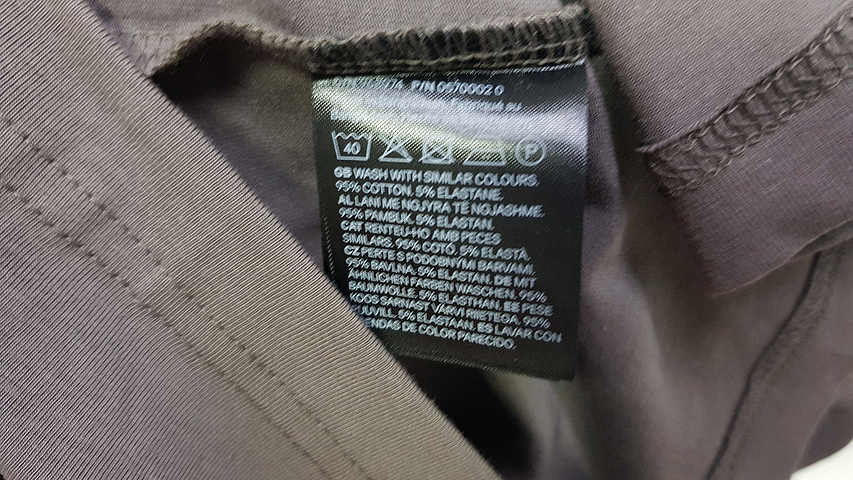 P/N 0570002 0
40
P
GB WASH WITH SIMILAR COLOURS.
95% COTTON. 5% ELASTANE.
AL LANI ME NGJYRA TË NGJASHME.
95% PAMBUK. 5% ELASTAN.
CAT RENTEU-HO AMB PECES
SIMILARS. 95% COTÓ. 5% ELASTÀ.
CZ PERTE S PODOBNÝMI BARVAMI.
95% BAVLNA. 5% ELASTAN. DE MIT
ÄHNLICHEN FARBEN WASCHEN. 95%
BAUMWOLLE. 5% ELASTHAN. EE PESE
KOOS SARNAST VÄRVI RIIETEGA. 95%
PUUVILL. 5% ELASTAAN. ES LAVAR CON
DE COLOR PARECIDO.